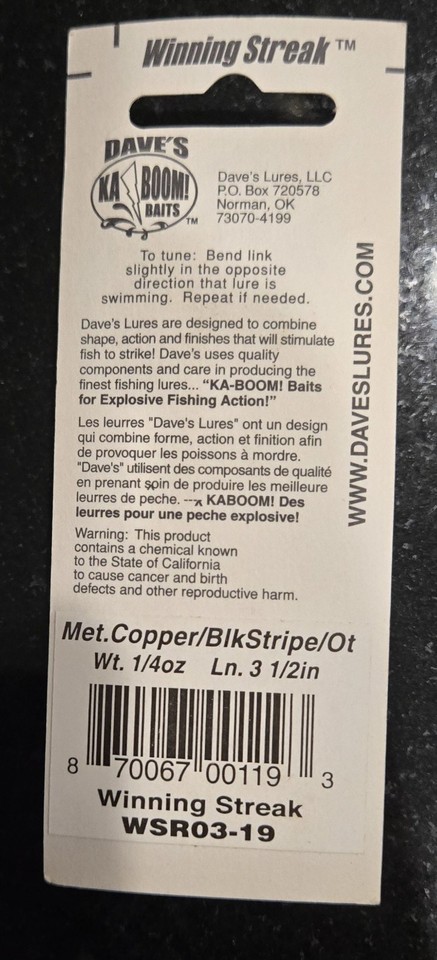 Winning Streak ™
DAVE'S
KA BOOM!
BAITS
TM
Dave's Lures, LLC
P.O. Box 720578
Norman, OK
73070-4199
To tune: Bend link
slightly in the opposite
direction that lure is
swimming. Repeat if needed.
Dave's Lures are designed to combine
shape, action and finishes that will stimulate
fish to strike! Dave's uses quality
components and care in producing the
finest fishing lures... "KA-BOOM! Baits
for Explosive Fishing Action!"
Les leurres "Dave's Lures" ont un design
qui combine forme, action et finition afin
de provoquer les poissons à mordre.
"Dave's" utilisent des composants de qualité
en prenant spin de produire les meilleure
leurres de peche. --- KABOOM! Des
leurres pour une peche explosive!
WWW.DAVESLURES.COM
Warning: This product
contains a chemical known
to the State of California
to cause cancer and birth
defects and other reproductive harm.
Met.Copper/BlkStripe/Ot
Wt. 1/4oz Ln. 3 1/2in
8 70067 00119 3
Winning Streak
WSR03-19